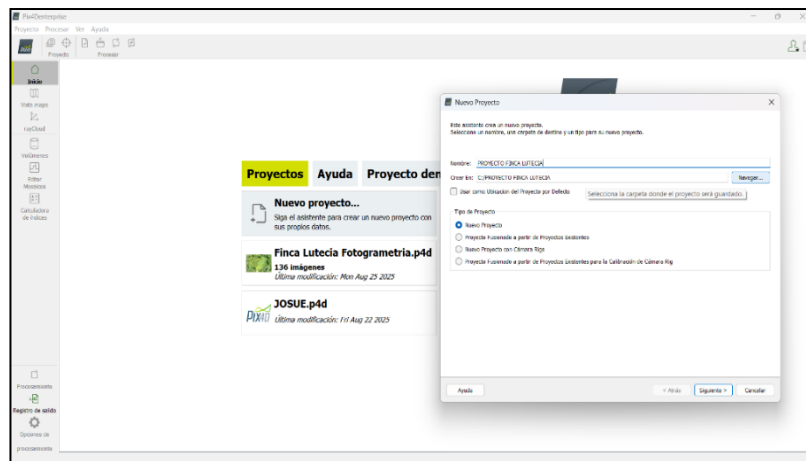 Pix4Denterprise
Proyecto Procesar Ver Ayuda
Proyecto
Procesar
Inicio
Vista mapa
rayCloud
Volúmenes
Editor
Mosaicos
Calculadora
de Índices
Procesamiento
Registro de salida
Opciones de
procesamiento
Proyectos Ayuda Proyecto dem
Nuevo proyecto...
Siga el asistente para crear un nuevo proyecto con
sus propios datos.
Finca Lutecia Fotogrametria.p4d
136 imágenes
Última modificación: Mon Aug 25 2025
JOSUE.p4d
Última modificación: Fri Aug 22 2025
PIX4D
Nuevo Proyecto
Este asistente crea un nuevo proyecto.
Seleccione un nombre, una carpeta de destino y un tipo para su nuevo proyecto.
Nombre: PROYECTO FINCA LUTECIA
Crear En: C:/PROYECTO FINCA LUTECIA Navegar...
Usar como Ubicación del Proyecto por Defecto
Selecciona la carpeta donde el proyecto será guardado.
Tipo de Proyecto
Nuevo Proyecto
Proyecto Fusionado a partir de Proyectos Existentes
Nuevo Proyecto con Cámara Rigs
Proyecto Fusionado a partir de Proyectos Existentes para la Calibración de Cámara Rig
Ayuda < Atrás Siguiente > Cancelar